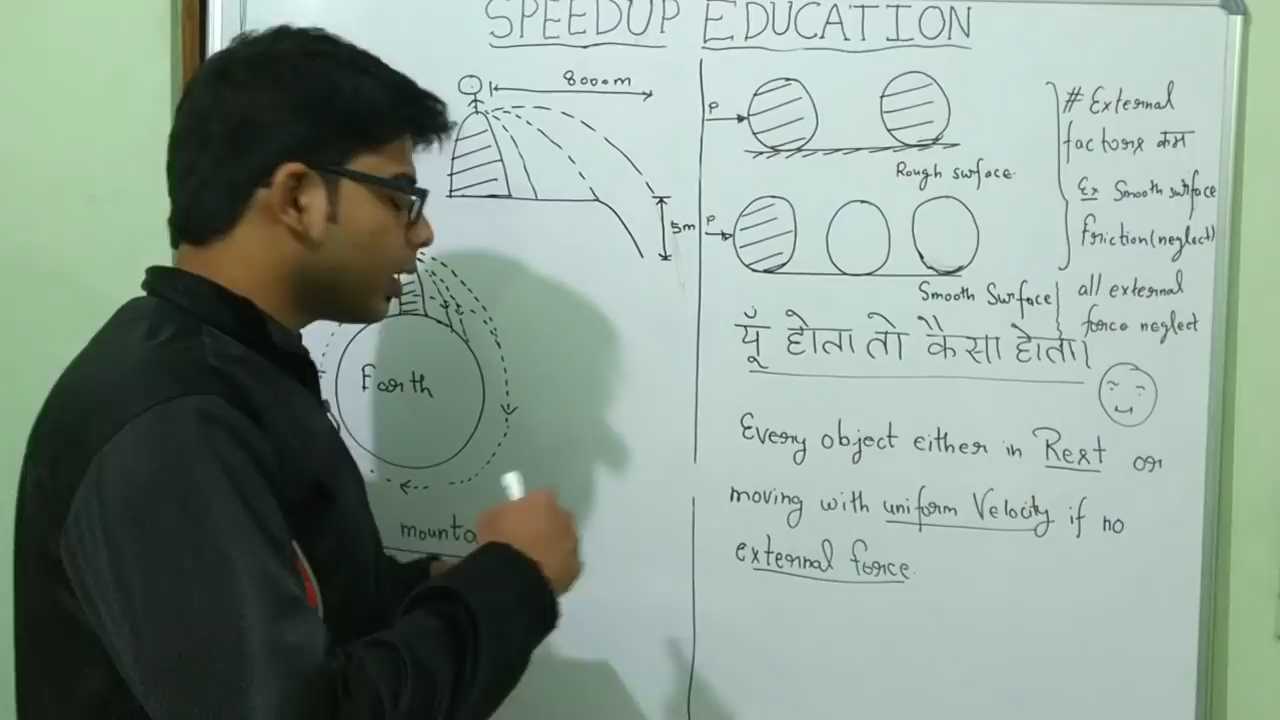 SPEEDUP EDUCATION
8000m
5m
Earth
P
Rough surface.
P
Smooth Surface
# External
factors कम
Ex Smooth surface
friction(neglect)
all external
force neglect
यूँ होता तो कैसा होता।
Every object either in Rest or
moving with uniform Velocity if no
external force.